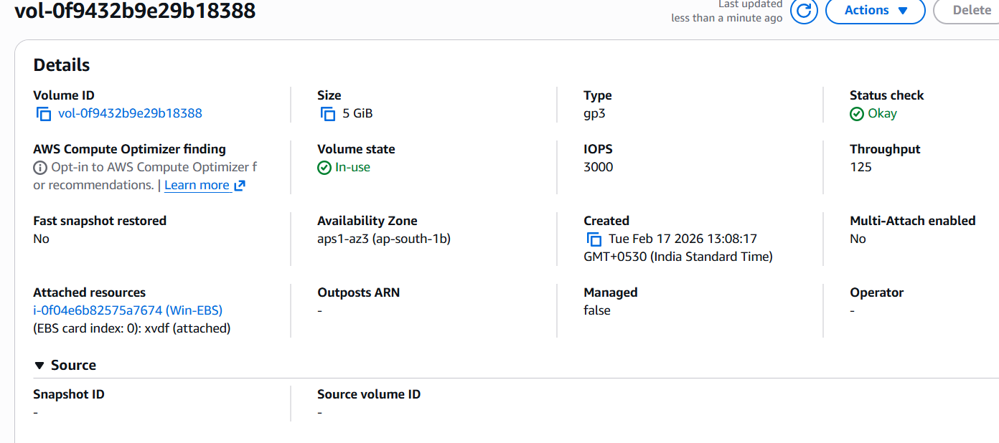 vol-0f9432b9e29b18388
Last updated
less than a minute ago
Actions
Delete
Details
Volume ID
vol-0f9432b9e29b18388
Size
5 GiB
Type
gp3
Status check
Okay
AWS Compute Optimizer finding
Opt-in to AWS Compute Optimizer f
or recommendations. | Learn more
Volume state
In-use
IOPS
3000
Throughput
125
Fast snapshot restored
No
Availability Zone
aps1-az3 (ap-south-1b)
Created
Tue Feb 17 2026 13:08:17
GMT+0530 (India Standard Time)
Multi-Attach enabled
No
Attached resources
i-0f04e6b82575a7674 (Win-EBS)
(EBS card index: 0): xvdf (attached)
Outposts ARN
-
Managed
false
Operator
-
Source
Snapshot ID
-
Source volume ID
-